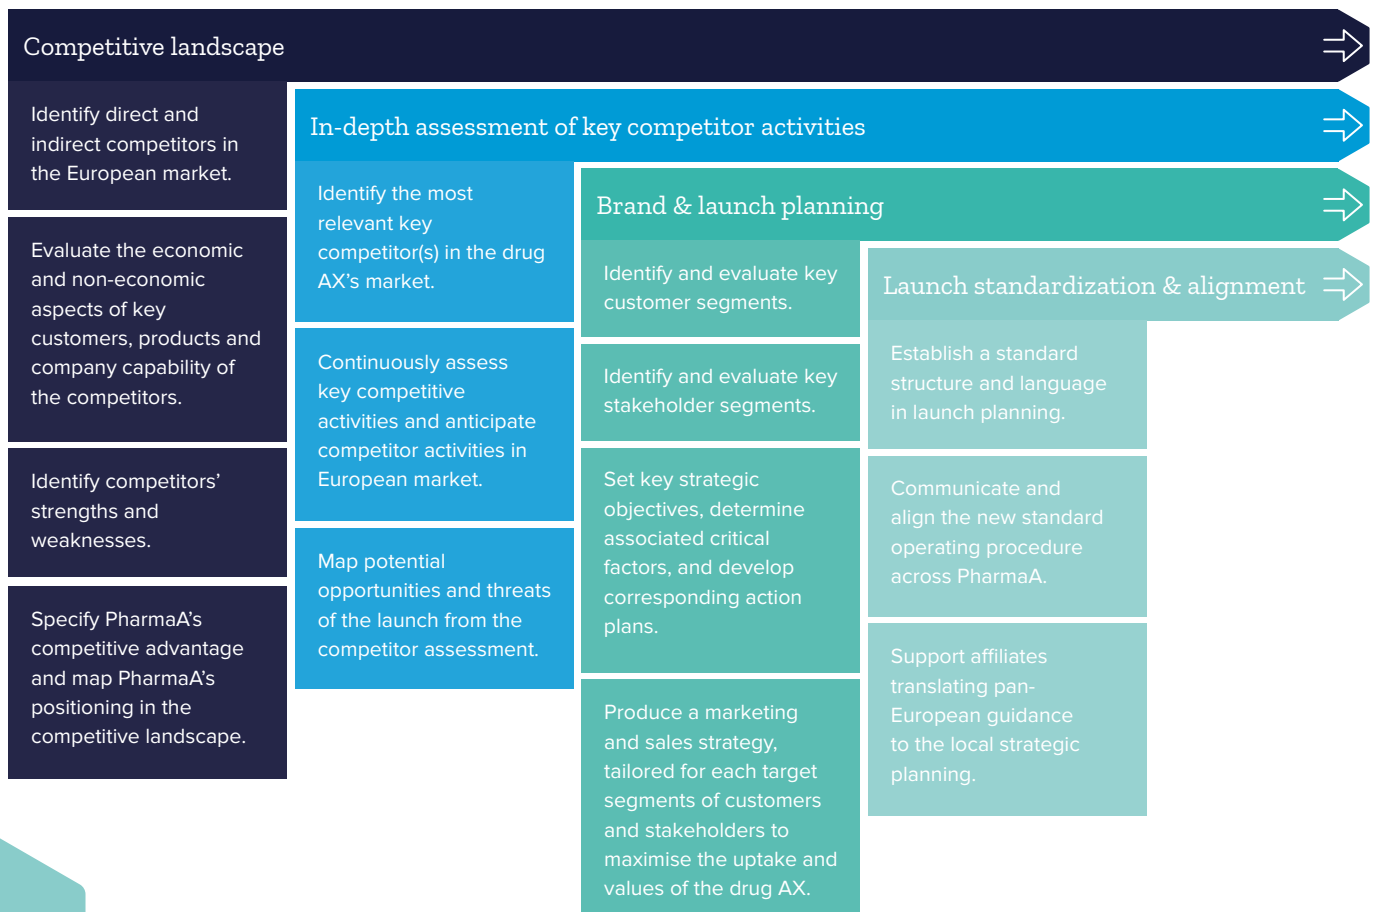 Competitive landscape
Identify direct and
indirect competitors in
the European market.
Evaluate the economic
and non-economic
aspects of key
customers, products and
company capability of
the competitors.
Identify competitors’
strengths and
weaknesses.
Specify PharmaA’s
competitive advantage
and map PharmaA’s
positioning in the
competitive landscape.
In-depth assessment of key competitor activities
Identify the most
relevant key
competitor(s) in the drug
AX’s market.
Continuously assess
key competitive
activities and anticipate
competitor activities in
European market.
Map potential
opportunities and threats
of the launch from the
competitor assessment.
Brand & launch planning
Identify and evaluate key
customer segments.
Identify and evaluate key
stakeholder segments.
Set key strategic
objectives, determine
associated critical
factors, and develop
corresponding action
plans.
Produce a marketing
and sales strategy,
tailored for each target
segments of customers
and stakeholders to
maximise the uptake and
values of the drug AX.
Launch standardization & alignment
Establish a standard
structure and language
in launch planning.
Communicate and
align the new standard
operating procedure
across PharmaA.
Support affiliates
translating pan-
European guidance
to the local strategic
planning.